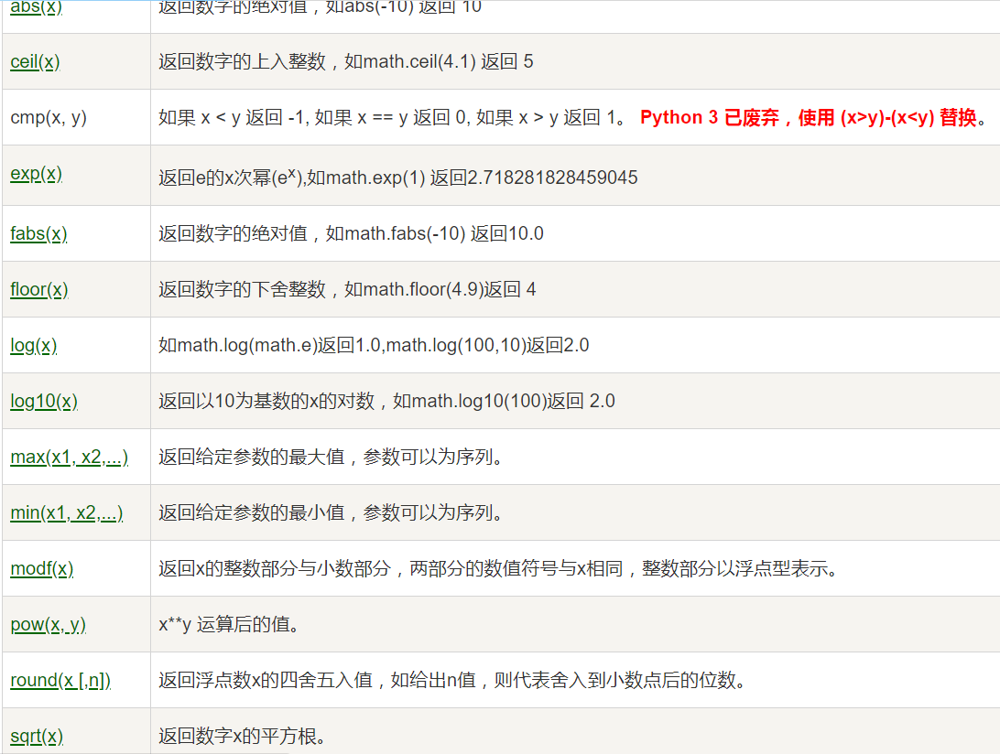 abs(x) 返回数字的绝对值，如abs(-10) 返回 10
ceil(x) 返回数字的上入整数，如math.ceil(4.1) 返回 5
cmp(x, y) 如果 x < y 返回 -1, 如果 x == y 返回 0, 如果 x > y 返回 1。 Python 3 已废弃，使用 (x>y)-(x<y) 替换。
exp(x) 返回e的x次幂(eˣ),如math.exp(1) 返回2.718281828459045
fabs(x) 返回数字的绝对值，如math.fabs(-10) 返回10.0
floor(x) 返回数字的下舍整数，如math.floor(4.9)返回 4
log(x) 如math.log(math.e)返回1.0,math.log(100,10)返回2.0
log10(x) 返回以10为基数的x的对数，如math.log10(100)返回 2.0
max(x1, x2,...) 返回给定参数的最大值，参数可以为序列。
min(x1, x2,...) 返回给定参数的最小值，参数可以为序列。
modf(x) 返回x的整数部分与小数部分，两部分的数值符号与x相同，整数部分以浮点型表示。
pow(x, y) x**y 运算后的值。
round(x [,n]) 返回浮点数x的四舍五入值，如给出n值，则代表舍入到小数点后的位数。
sqrt(x) 返回数字x的平方根。